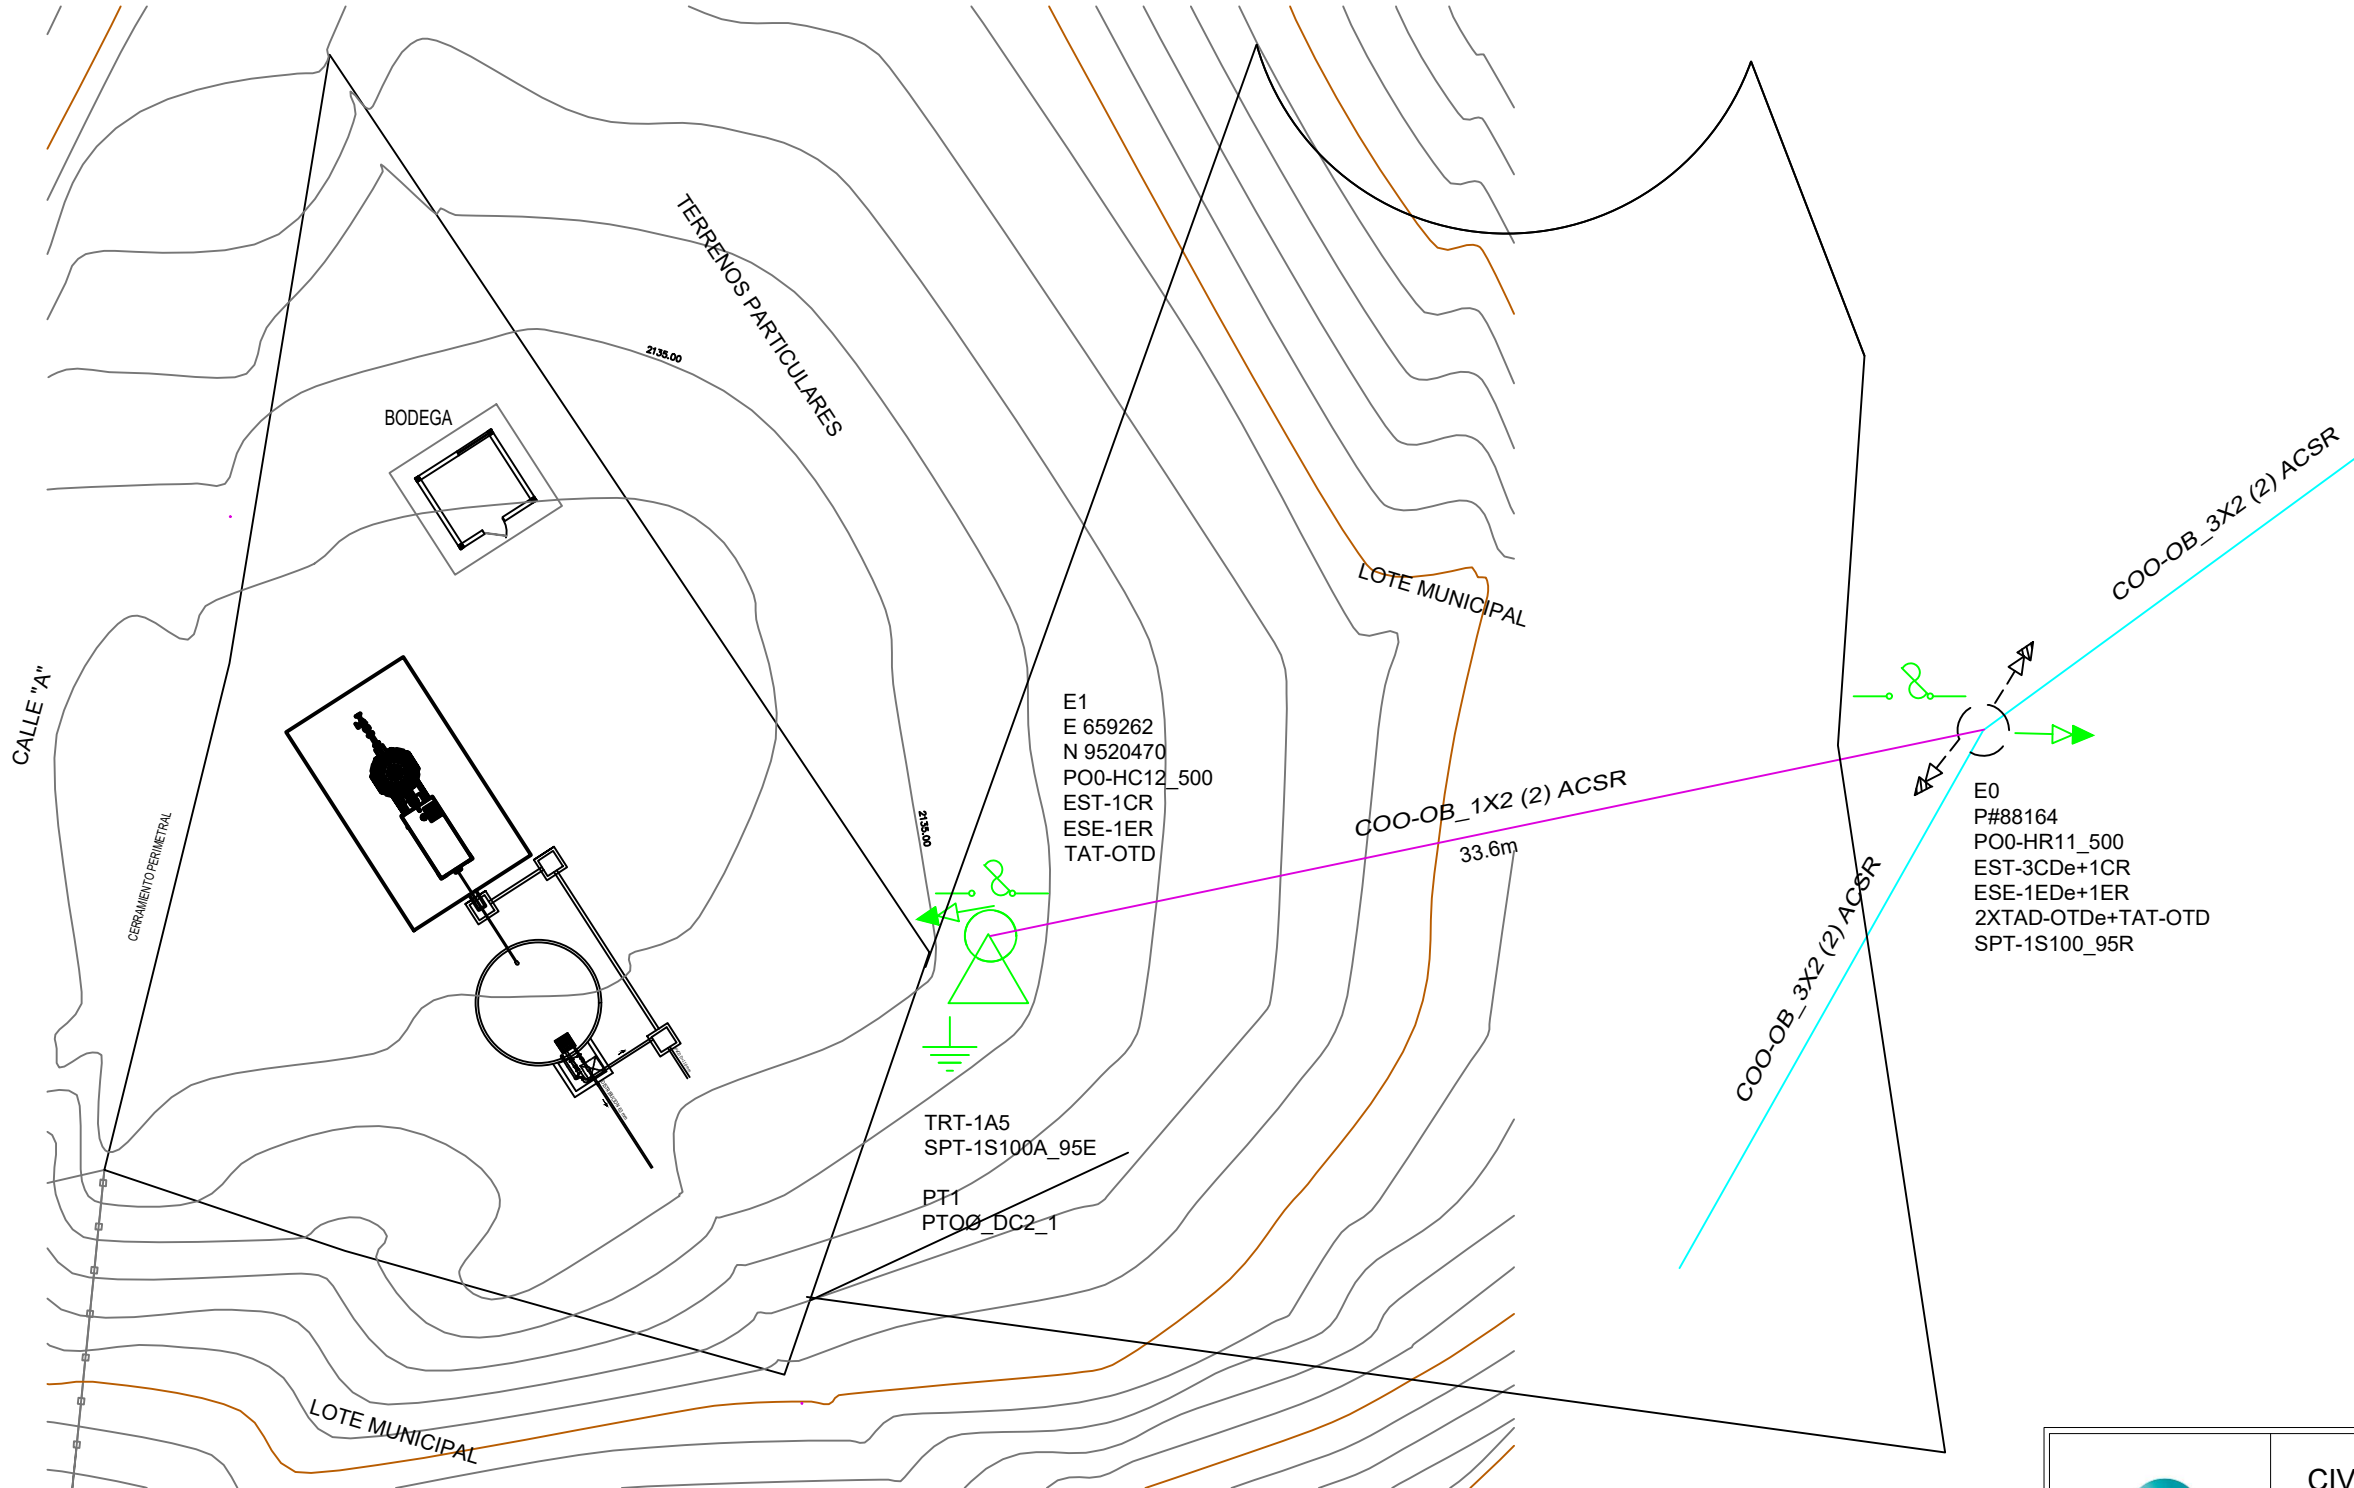 TERRENOS PARTICULARES
2135.00
BODEGA
COO-OB_3X2 (2) ACSR
LOTE MUNICIPAL
CALLE "A"
E1
E 659262
N 9520470
PO0-HC12_500
EST-1CR
ESE-1ER
TAT-OTD
2135.00
CERRAMIENTO PERIMETRAL
COO-OB_1X2 (2) ACSR
33.6m
E0
P#88164
PO0-HR11_500
EST-3CDe+1CR
ESE-1EDe+1ER
2XTAD-OTDe+TAT-OTD
SPT-1S100_95R
COO-OB_3X2 (2) ACSR
TRT-1A5
SPT-1S100A_95E
PT1
PTOØ_DC2_1
LOTE MUNICIPAL
CIV